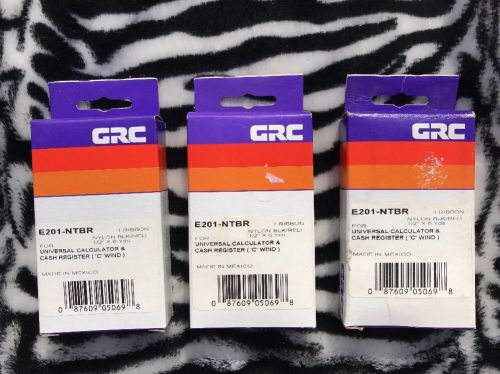 GRC
E201-NTBR 1 RIBBON
NYLON BLK/RED
1/2" X 6 Yds
FOR
UNIVERSAL CALCULATOR &
CASH REGISTER ( 'C' WIND )
MADE IN MEXICO
0 87609 05069 8
GRC
E201-NTBR 1 RIBBON
NYLON BLK/RED
1/2" X 6 Yds
FOR
UNIVERSAL CALCULATOR &
CASH REGISTER ( 'C' WIND )
MADE IN MEXICO
0 87609 05069 8
GRC
E201-NTBR 1 RIBBON
NYLON BLK/RED
1/2" X 6 Yds
FOR
UNIVERSAL CALCULATOR &
CASH REGISTER ( 'C' WIND )
MADE IN MEXICO
0 87609 05069 8